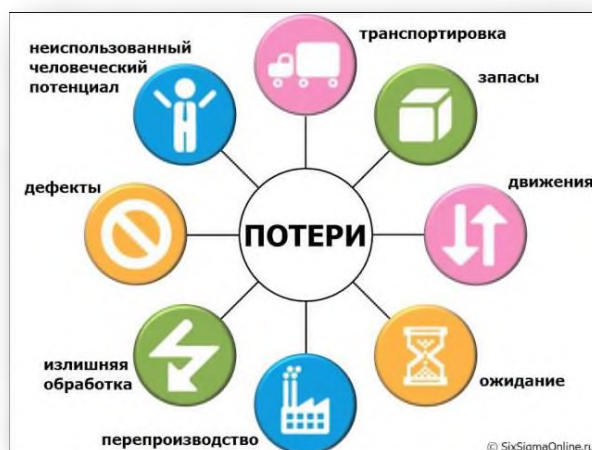 неиспользованный
человеческий
потенциал
транспортировка
запасы
дефекты
движения
ПОТЕРИ
излишняя
обработка
ожидание
перепроизводство
© SixSigmaOnline.ru